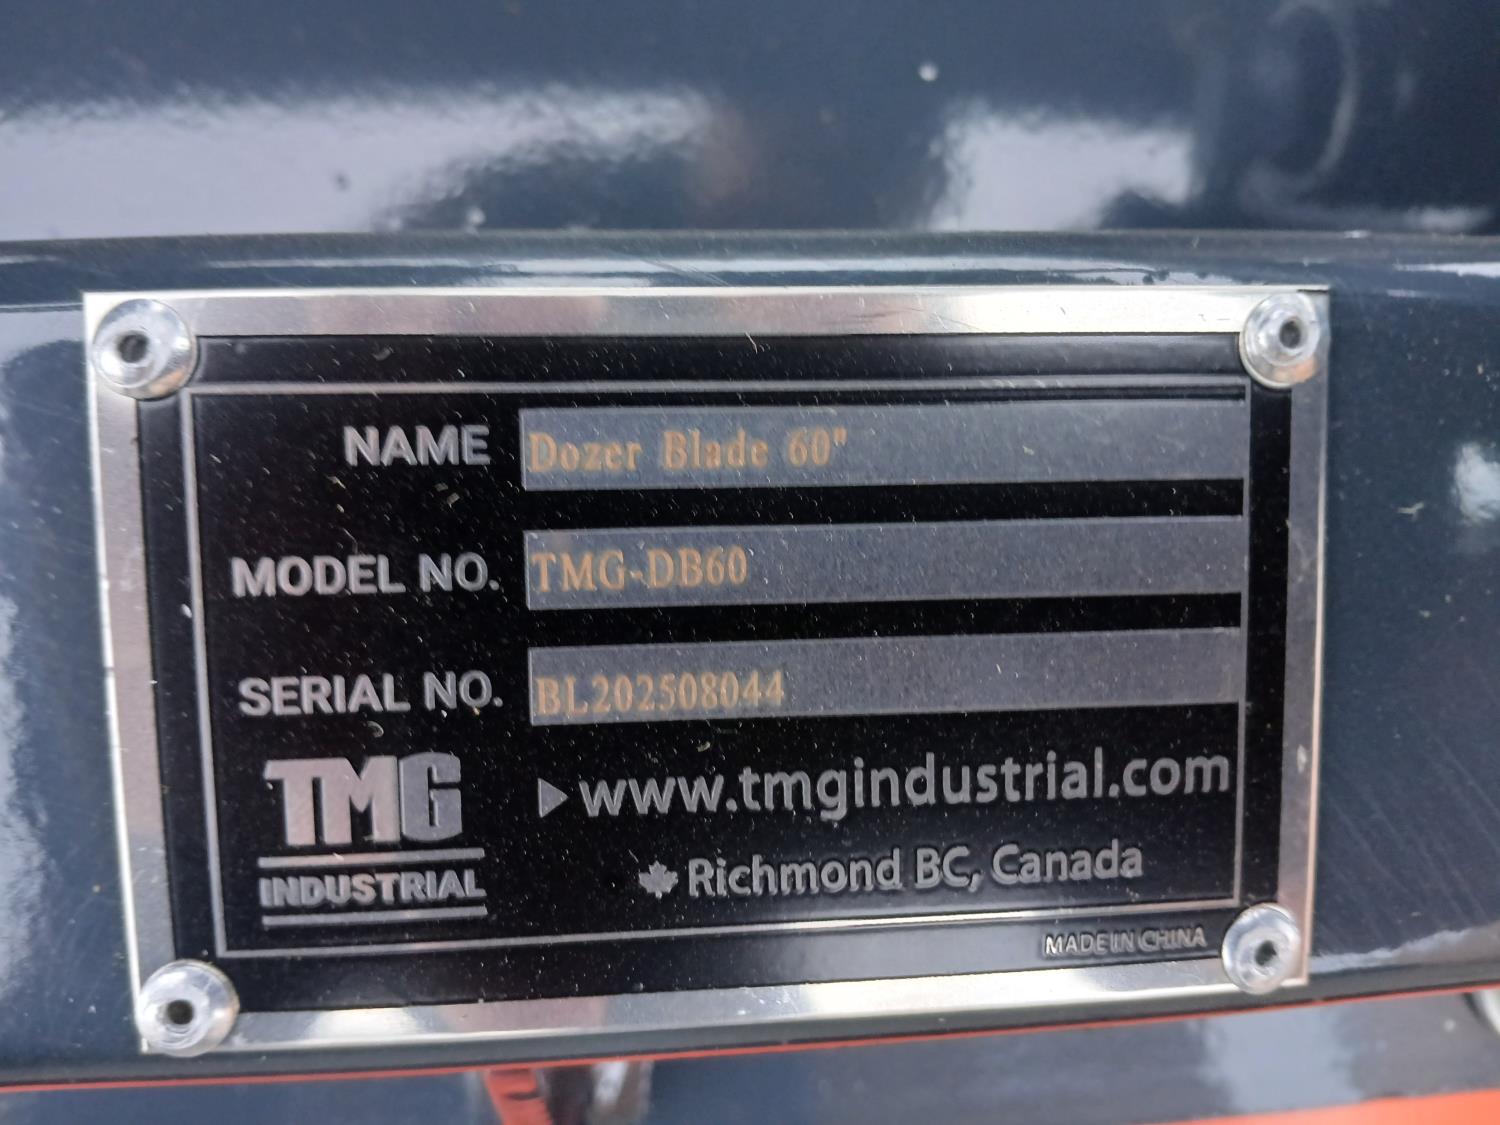 NAME Dozer Blade 60"
MODEL NO. TMG-DB60
SERIAL NO. BL202508044
TMG
INDUSTRIAL
www.tmgindustrial.com
Richmond BC, Canada
MADE IN CHINA